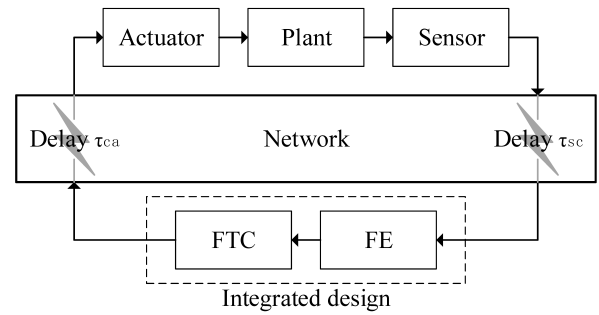 Actuator Plant Sensor
Delay τca Network Delay τsc
FTC FE
Integrated design